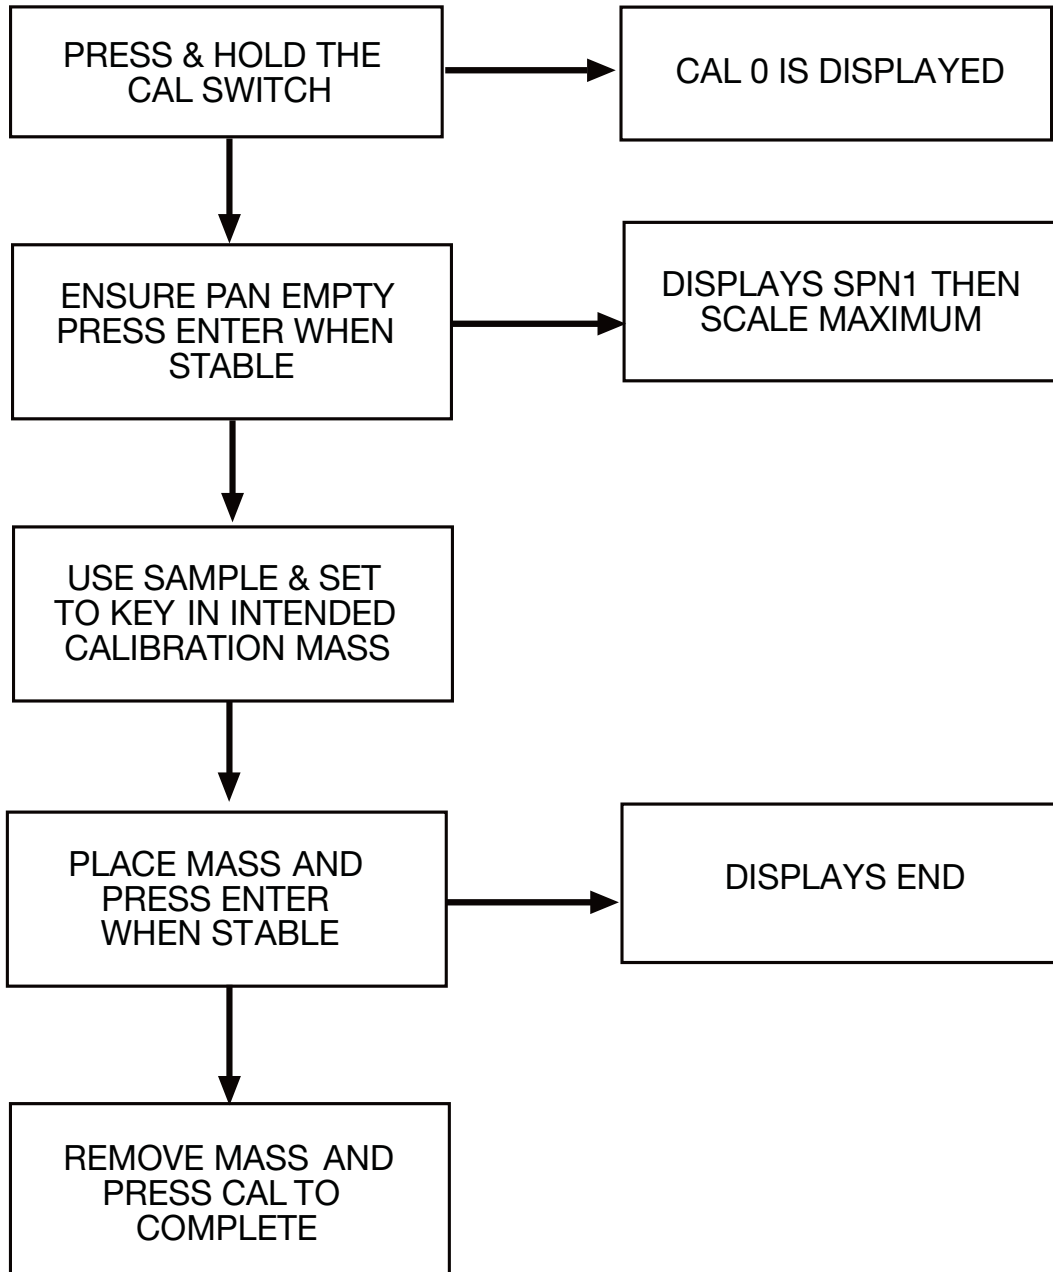 PRESS & HOLD THE
CAL SWITCH
CAL 0 IS DISPLAYED
ENSURE PAN EMPTY
PRESS ENTER WHEN
STABLE
DISPLAYS SPN1 THEN
SCALE MAXIMUM
USE SAMPLE & SET
TO KEY IN INTENDED
CALIBRATION MASS
PLACE MASS AND
PRESS ENTER
WHEN STABLE
DISPLAYS END
REMOVE MASS AND
PRESS CAL TO
COMPLETE